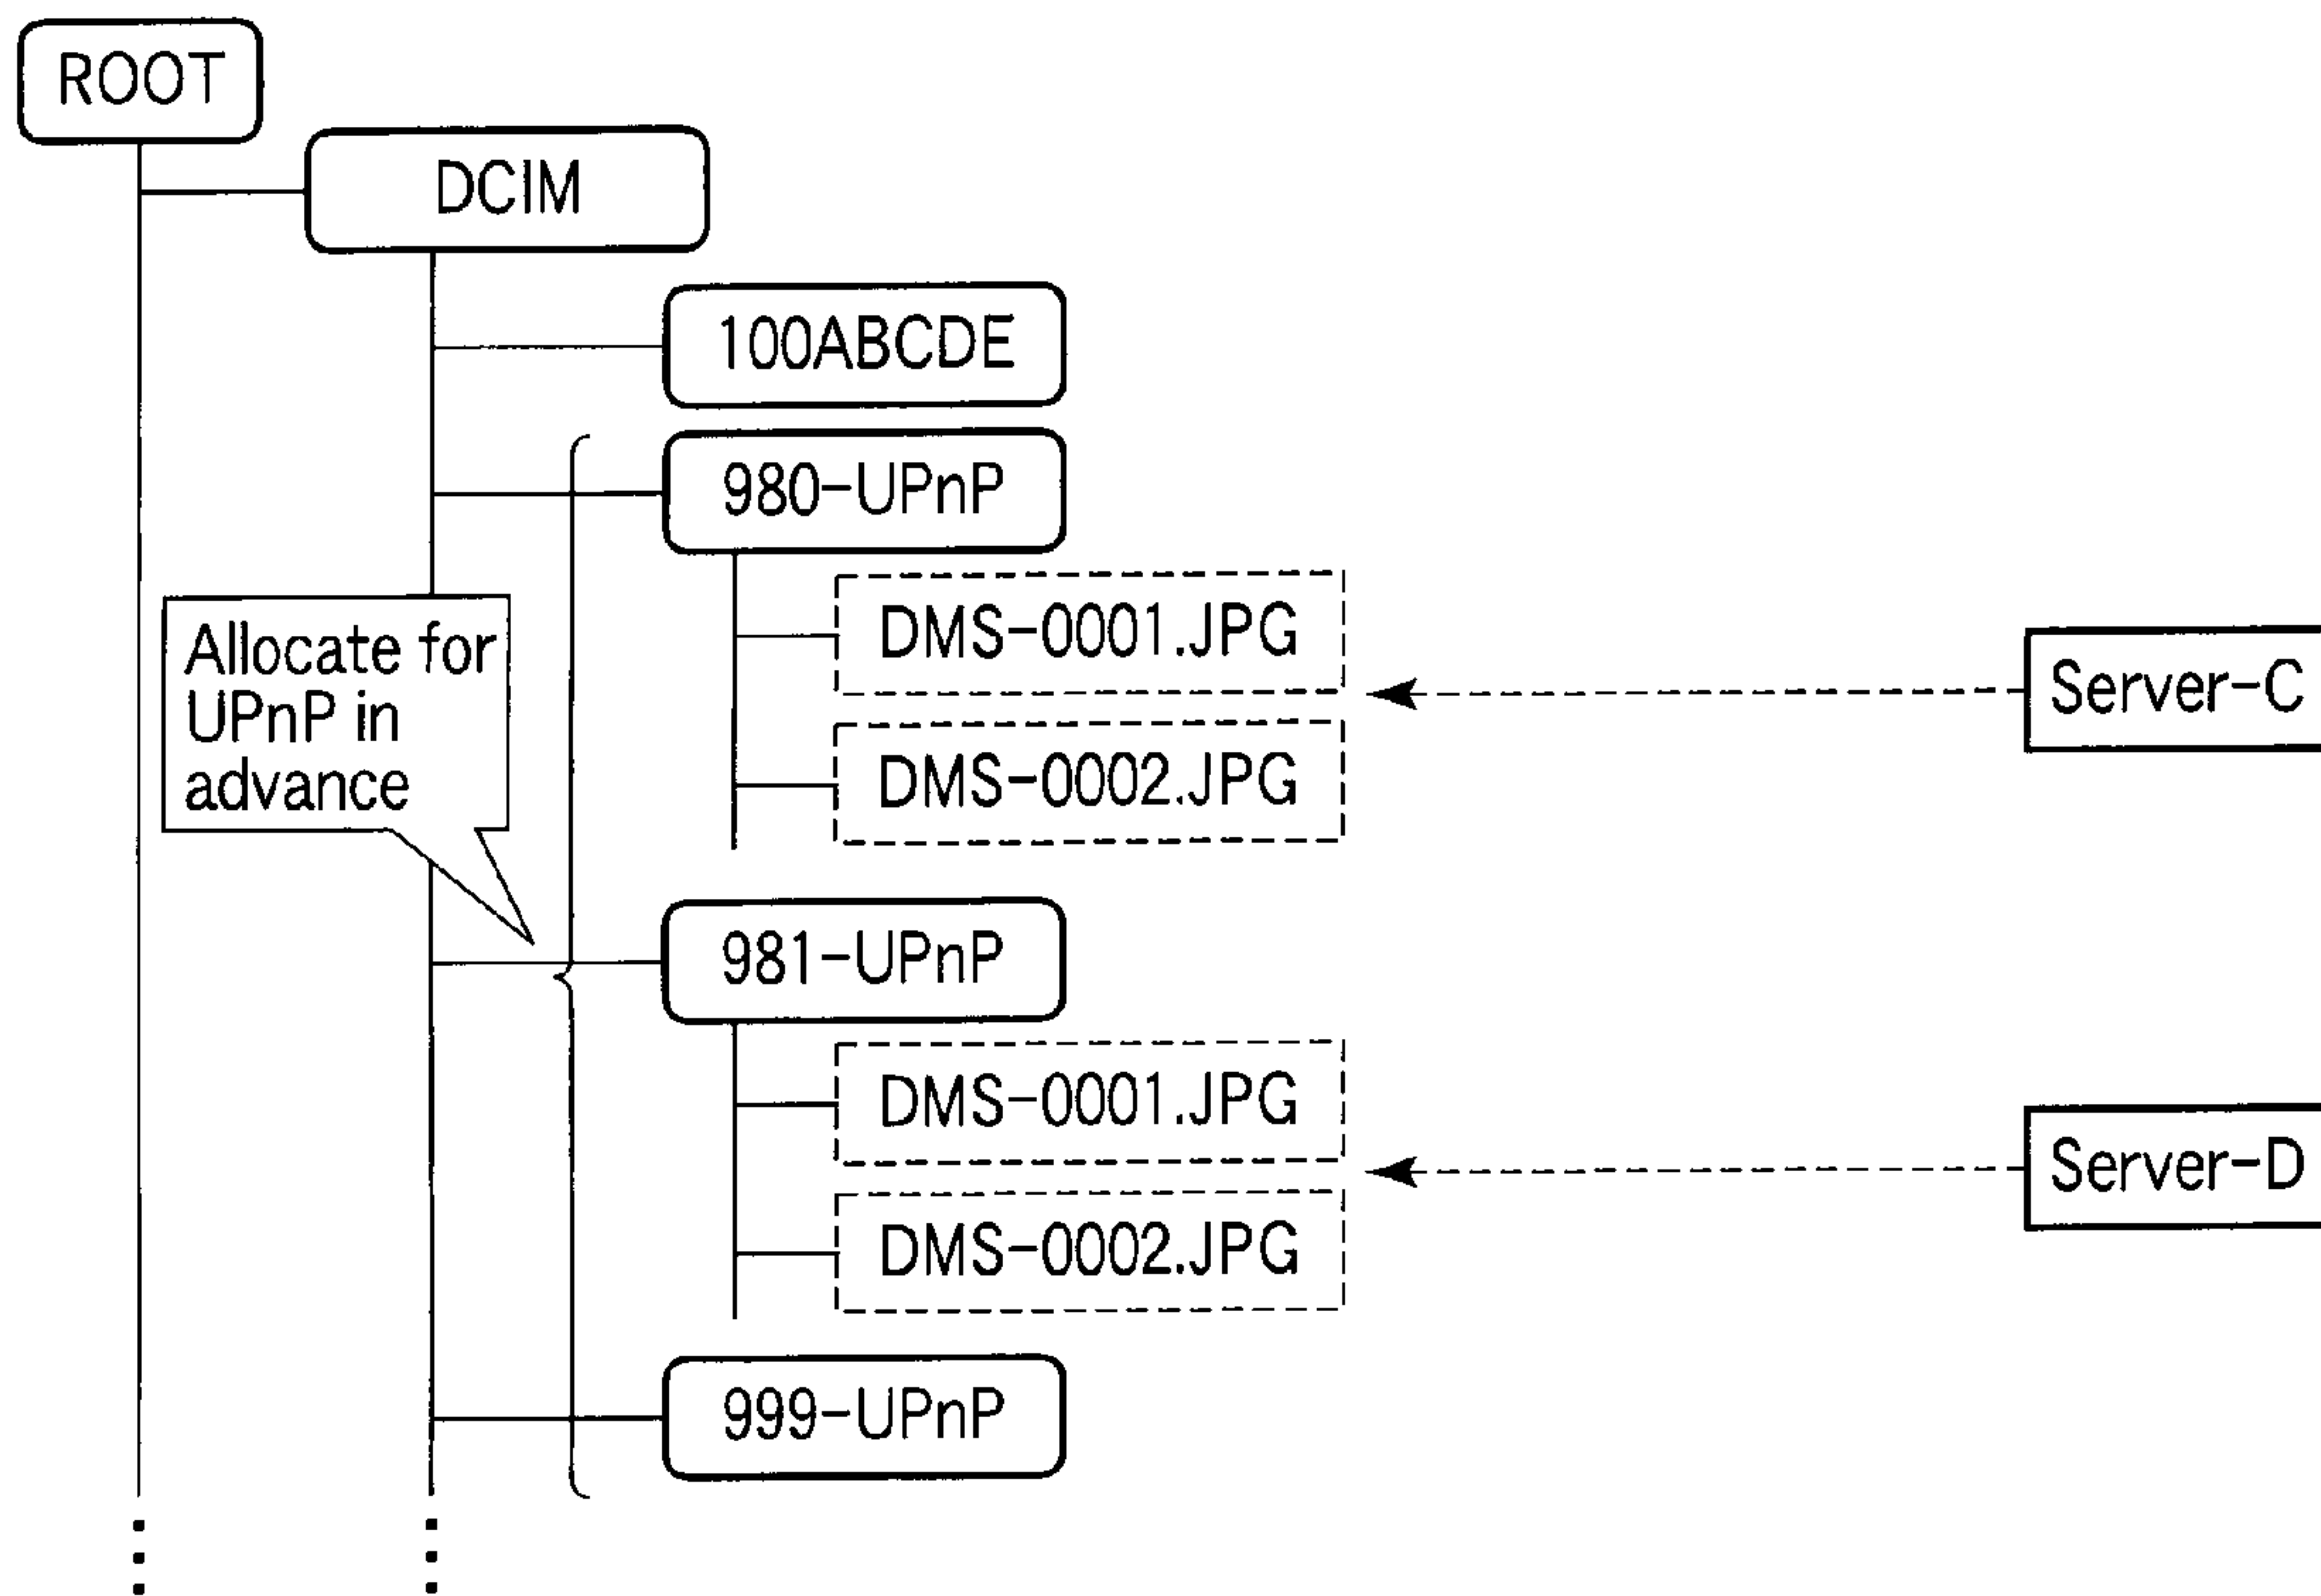 ROOT
DCIM
100ABCDE
980-UPnP
DMS-0001.JPG
Server-C
DMS-0002.JPG
Allocate for
UPnP in
advance
981-UPnP
DMS-0001.JPG
Server-D
DMS-0002.JPG
999-UPnP